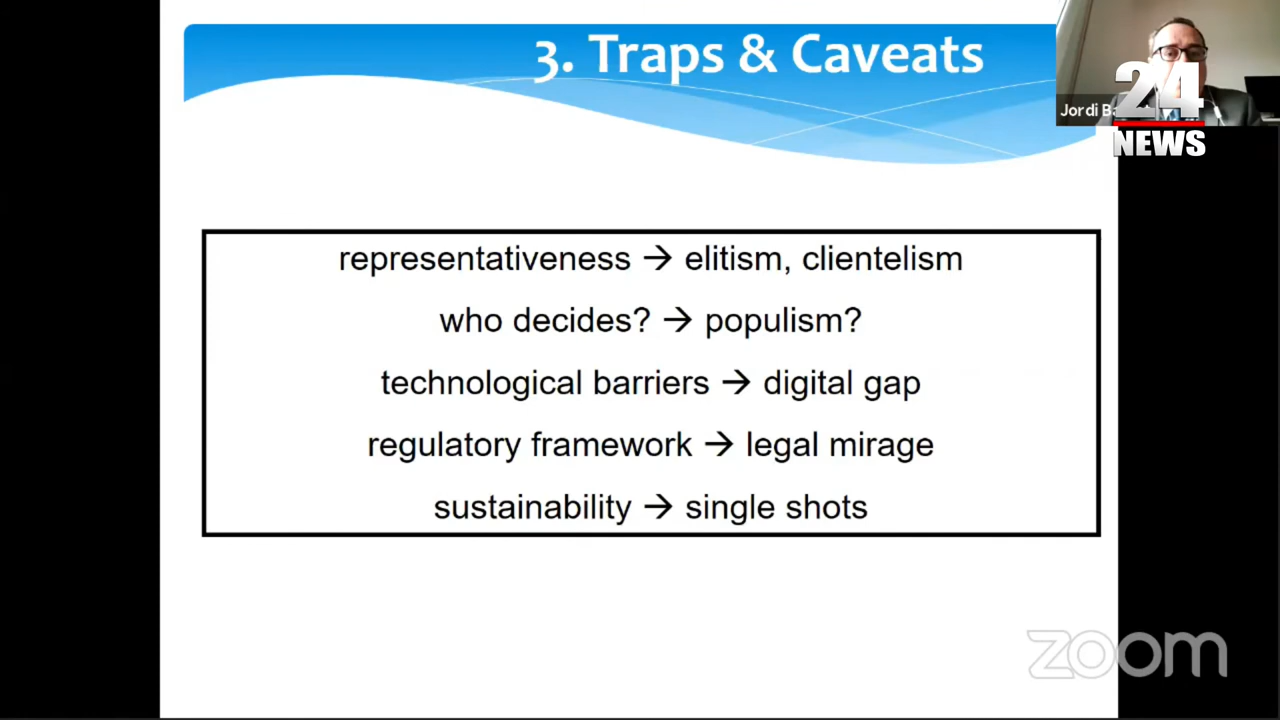 3. Traps & Caveats
Jordi
24
NEWS
representativeness → elitism, clientelism
who decides? → populism?
technological barriers → digital gap
regulatory framework → legal mirage
sustainability → single shots
zoom